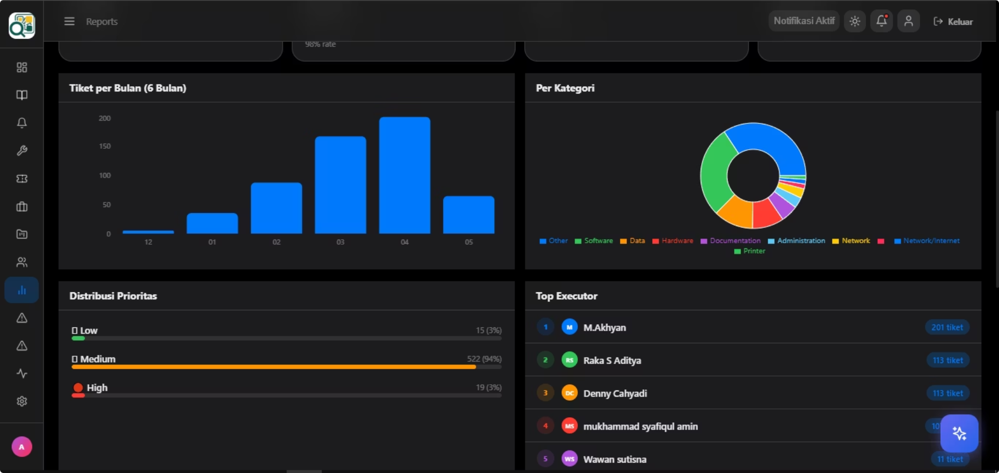 Reports
Notifikasi Aktif
Keluar
98% rate
Tiket per Bulan (6 Bulan)
200
150
100
50
0
12 01 02 03 04 05
Per Kategori
Other Software Data Hardware Documentation Administration Network Network/Internet
Printer
Distribusi Prioritas
Low 15 (3%)
Medium 522 (94%)
High 19 (3%)
Top Executor
1 M M.Akhyan 201 tiket
2 RS Raka S Aditya 113 tiket
3 DC Denny Cahyadi 113 tiket
4 MS mukhammad syafiqul amin
5 WS Wawan sutisna 11 tiket
A